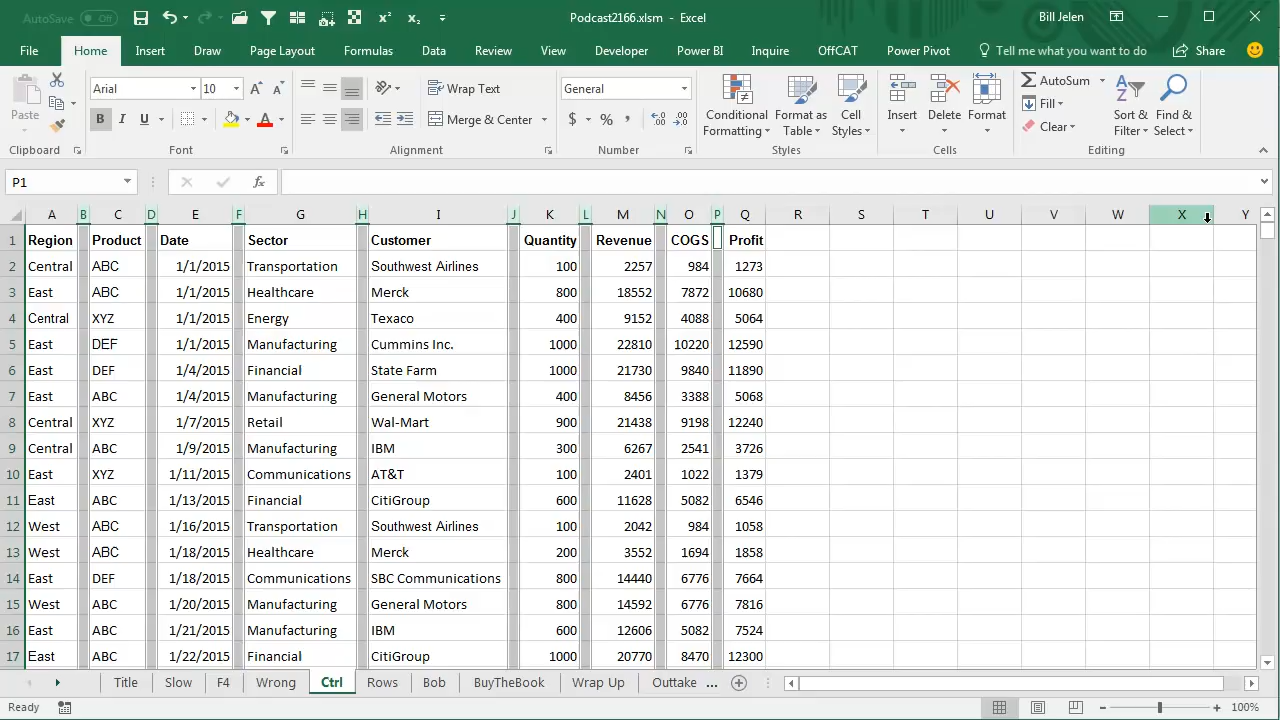 AutoSave Off Podcast2166.xlsm - Excel Bill Jelen
File Home Insert Draw Page Layout Formulas Data Review View Developer Power BI Inquire OffCAT Power Pivot Tell me what you want to do Share
Paste Arial 10 Wrap Text General Conditional Formatting Format as Table Cell Styles Insert Delete Format AutoSum Sort & Filter Find & Select
B I U A Merge & Center $ % , Fill
Clear
Clipboard Font Alignment Number Styles Cells Editing
P1 fx
A B C D E F G H I J K L M N O P Q R S T U V W X Y
1 Region Product Date Sector Customer Quantity Revenue COGS Profit
2 Central ABC 1/1/2015 Transportation Southwest Airlines 100 2257 984 1273
3 East ABC 1/1/2015 Healthcare Merck 800 18552 7872 10680
4 Central XYZ 1/1/2015 Energy Texaco 400 9152 4088 5064
5 East DEF 1/1/2015 Manufacturing Cummins Inc. 1000 22810 10220 12590
6 East DEF 1/4/2015 Financial State Farm 1000 21730 9840 11890
7 East ABC 1/4/2015 Manufacturing General Motors 400 8456 3388 5068
8 Central XYZ 1/7/2015 Retail Wal-Mart 900 21438 9198 12240
9 Central ABC 1/9/2015 Manufacturing IBM 300 6267 2541 3726
10 East XYZ 1/11/2015 Communications AT&T 100 2401 1022 1379
11 East ABC 1/13/2015 Financial CitiGroup 600 11628 5082 6546
12 West ABC 1/16/2015 Transportation Southwest Airlines 100 2042 984 1058
13 West ABC 1/18/2015 Healthcare Merck 200 3552 1694 1858
14 East DEF 1/18/2015 Communications SBC Communications 800 14440 6776 7664
15 West ABC 1/20/2015 Manufacturing General Motors 800 14592 6776 7816
16 East ABC 1/21/2015 Manufacturing IBM 600 12606 5082 7524
17 East ABC 1/22/2015 Financial CitiGroup 1000 20770 8470 12300
Title Slow F4 Wrong Ctrl Rows Bob BuyTheBook Wrap Up Outtake ...
Ready 100%